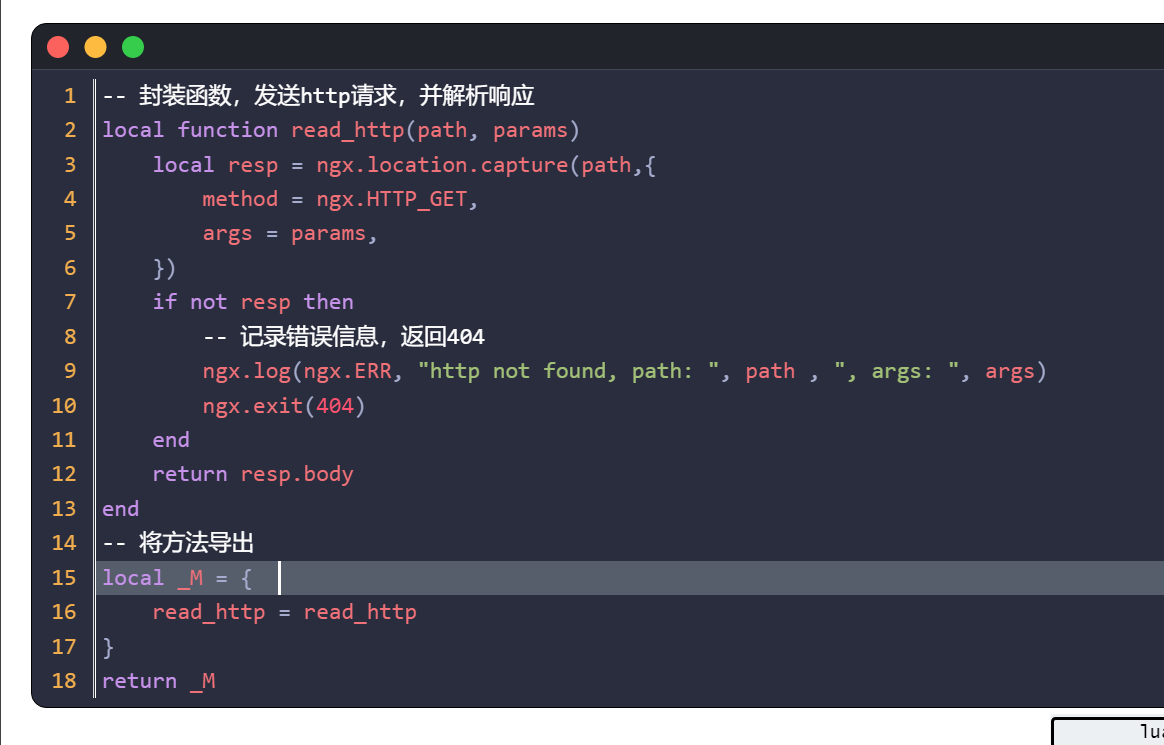 1 -- 封装函数，发送http请求，并解析响应
2 local function read_http(path, params)
3     local resp = ngx.location.capture(path,{
4         method = ngx.HTTP_GET,
5         args = params,
6     })
7     if not resp then
8         -- 记录错误信息，返回404
9         ngx.log(ngx.ERR, "http not found, path: ", path , ", args: ", args)
10         ngx.exit(404)
11     end
12     return resp.body
13 end
14 -- 将方法导出
15 local _M = {
16     read_http = read_http
17 }
18 return _M